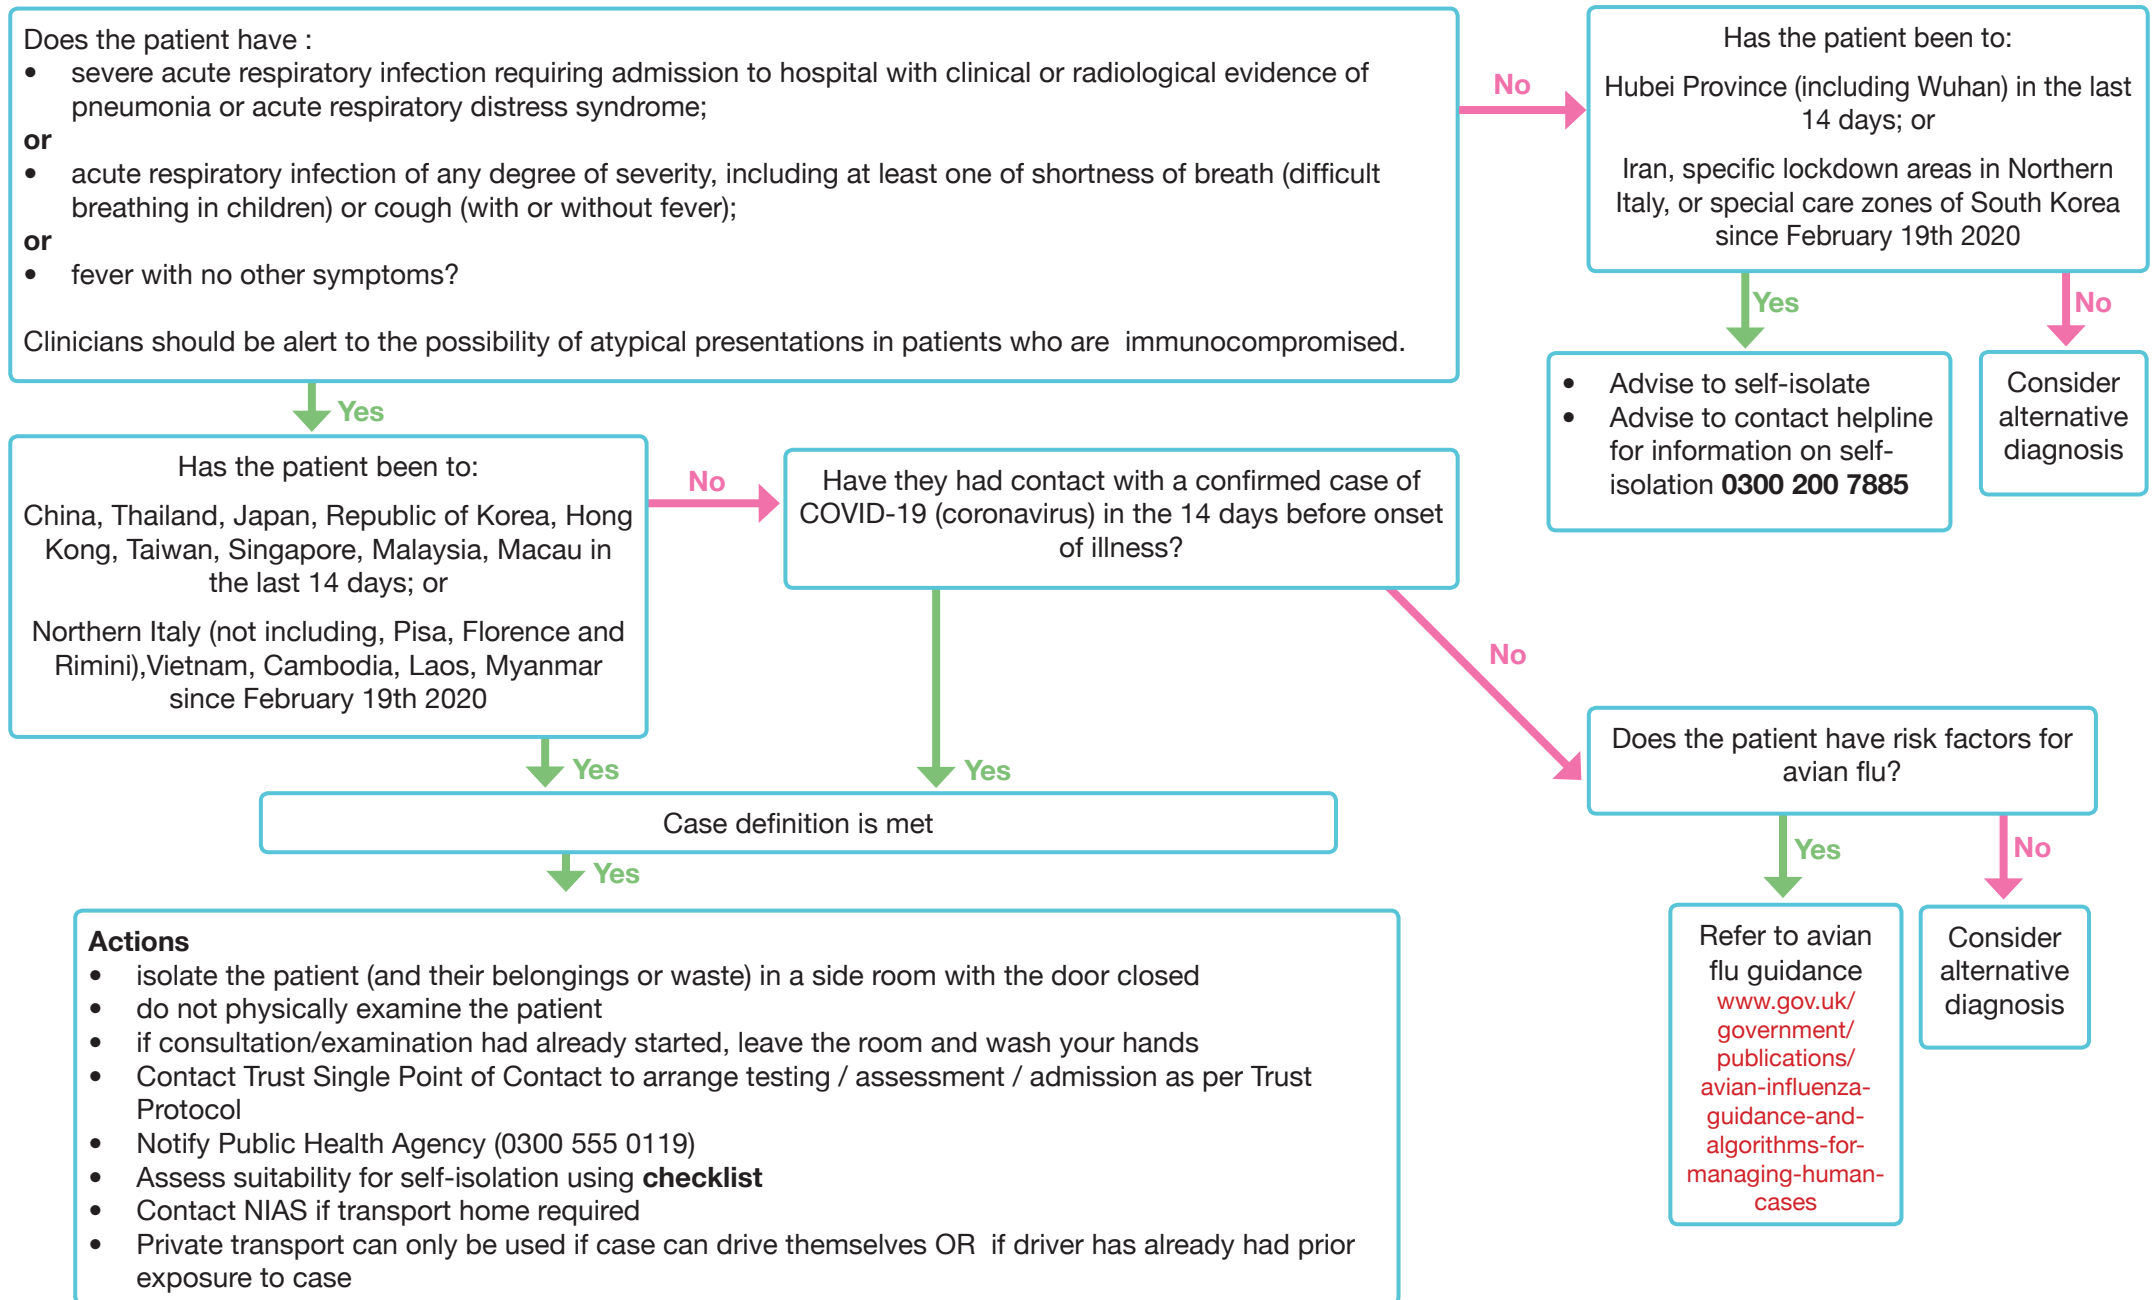 Does the patient have :
• severe acute respiratory infection requiring admission to hospital with clinical or radiological evidence of
pneumonia or acute respiratory distress syndrome;
or
• acute respiratory infection of any degree of severity, including at least one of shortness of breath (difficult
breathing in children) or cough (with or without fever);
or
• fever with no other symptoms?
Clinicians should be alert to the possibility of atypical presentations in patients who are  immunocompromised.
No
Has the patient been to:
Hubei Province (including Wuhan) in the last
14 days; or
Iran, specific lockdown areas in Northern
Italy, or special care zones of South Korea
since February 19th 2020
Yes
No
• Advise to self-isolate
• Advise to contact helpline
for information on self-
isolation 0300 200 7885
Consider
alternative
diagnosis
Yes
Has the patient been to:
China, Thailand, Japan, Republic of Korea, Hong
Kong, Taiwan, Singapore, Malaysia, Macau in
the last 14 days; or
Northern Italy (not including, Pisa, Florence and
Rimini),Vietnam, Cambodia, Laos, Myanmar
since February 19th 2020
No
Have they had contact with a confirmed case of
COVID-19 (coronavirus) in the 14 days before onset
of illness?
Yes
Yes
No
Case definition is met
Yes
Does the patient have risk factors for
avian flu?
Yes
No
Refer to avian
flu guidance
www.gov.uk/
government/
publications/
avian-influenza-
guidance-and-
algorithms-for-
managing-human-
cases
Consider
alternative
diagnosis
Actions
• isolate the patient (and their belongings or waste) in a side room with the door closed
• do not physically examine the patient
• if consultation/examination had already started, leave the room and wash your hands
• Contact Trust Single Point of Contact to arrange testing / assessment / admission as per Trust
Protocol
• Notify Public Health Agency (0300 555 0119)
• Assess suitability for self-isolation using checklist
• Contact NIAS if transport home required
• Private transport can only be used if case can drive themselves OR  if driver has already had prior
exposure to case